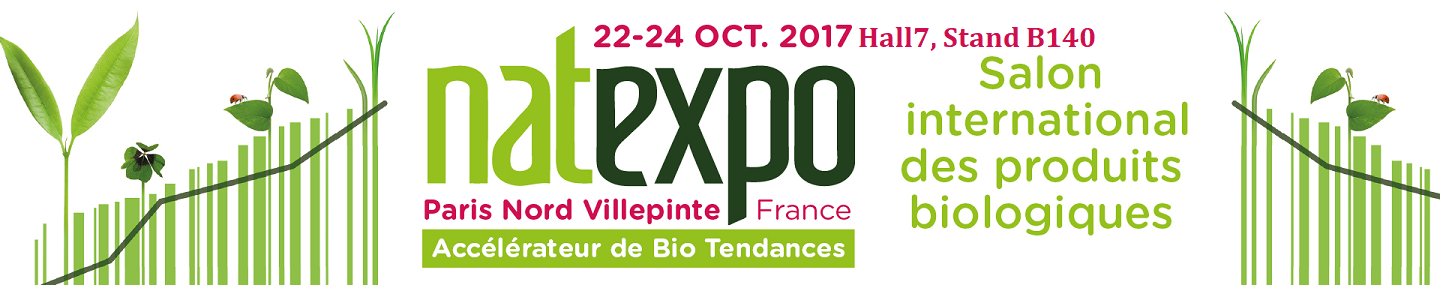 22-24 OCT. 2017 Hall7, Stand B140
natexpo
Paris Nord Villepinte France
Accélérateur de Bio Tendances
Salon
international
des produits
biologiques